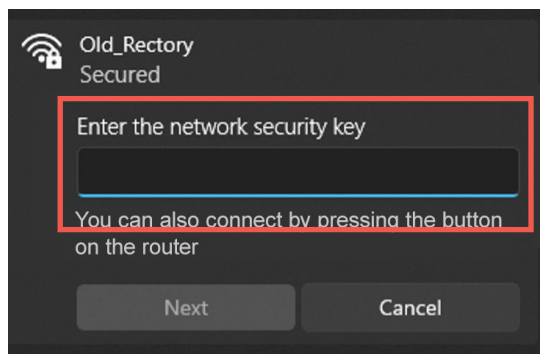 Old_Rectory
Secured
Enter the network security key
You can also connect by pressing the button
on the router
Next
Cancel